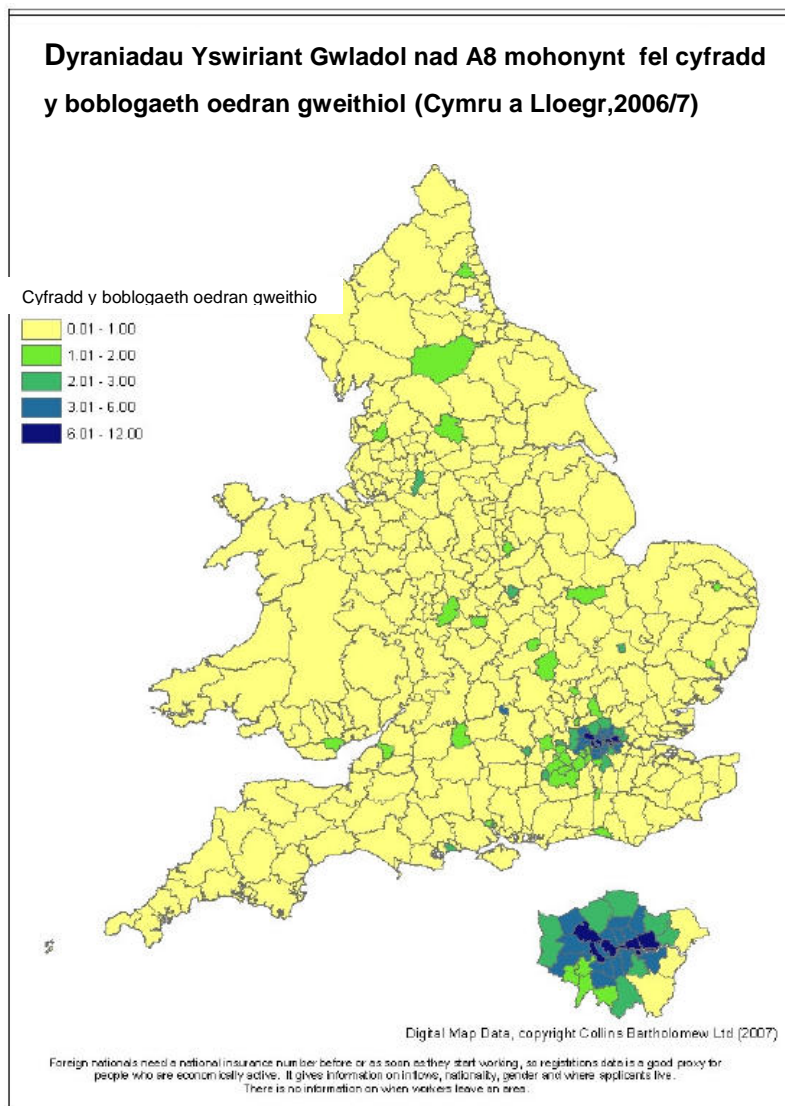 Dyraniadau Yswiriant Gwladol nad A8 mohonynt fel cyfradd
y boblogaeth oedran gweithiol (Cymru a Lloegr,2006/7)
Cyfradd y boblogaeth oedran gweithio
0.01 - 1.00
1.01 - 2.00
2.01 - 3.00
3.01 - 6.00
6.01 - 12.00
Digital Map Data, copyright Collins Bartholomew Ltd (2007)
Foreign nationals need a national insurance number before or as soon as they start working, so registitions data is a good proxy for
people who are economically active. It gives information on inflows, nationality, gender and where applicants live.
There is no information on when workers leave an area.